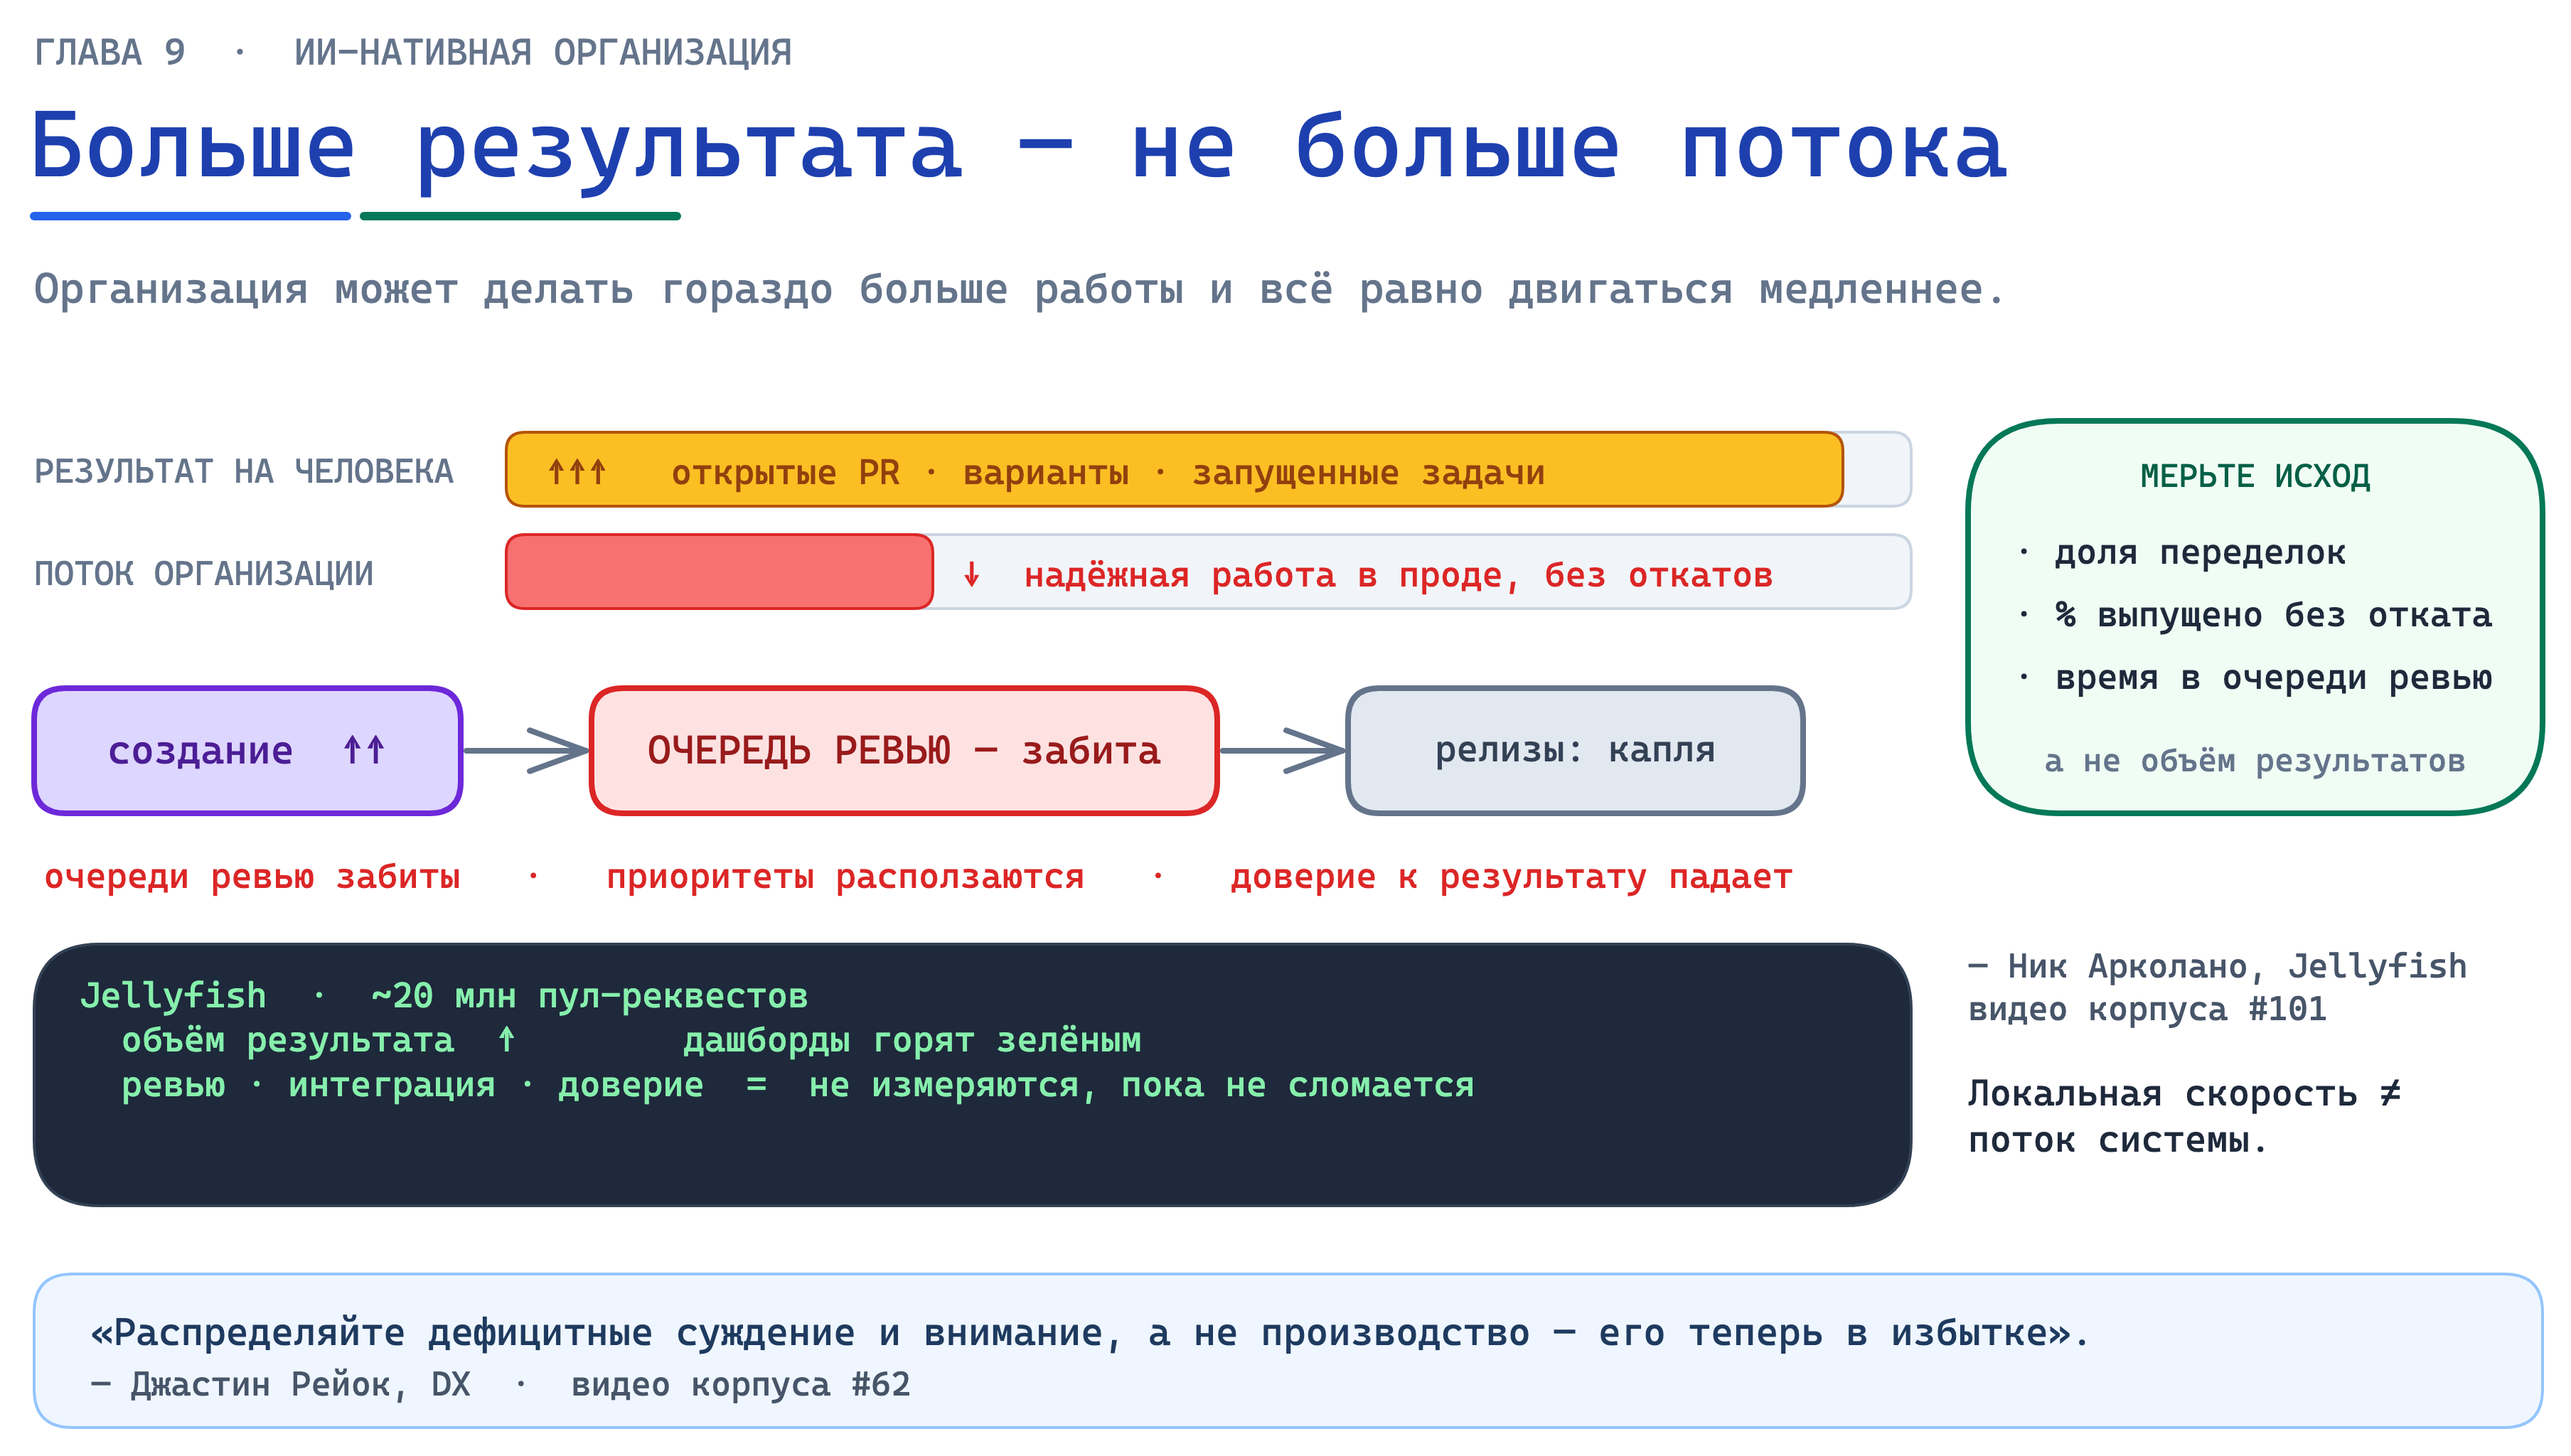 ГЛАВА 9 · ИИ-НАТИВНАЯ ОРГАНИЗАЦИЯ
Больше результата — не больше потока
Организация может делать гораздо больше работы и всё равно двигаться медленнее.
РЕЗУЛЬТАТ НА ЧЕЛОВЕКА
↑↑↑ открытые PR · варианты · запущенные задачи
ПОТОК ОРГАНИЗАЦИИ
↓ надёжная работа в проде, без откатов
МЕРЬТЕ ИСХОД
· доля переделок
· % выпущено без отката
· время в очереди ревью
а не объём результатов
создание ↑↑
ОЧЕРЕДЬ РЕВЬЮ — забита
релизы: капля
очереди ревью забиты · приоритеты расползаются · доверие к результату падает
Jellyfish · ~20 млн пул-реквестов
объём результата ↑ дашборды горят зелёным
ревью · интеграция · доверие = не измеряются, пока не сломается
— Ник Арколано, Jellyfish
видео корпуса #101
Локальная скорость ≠
поток системы.
«Распределяйте дефицитные суждение и внимание, а не производство — его теперь в избытке».
— Джастин Рейок, DX · видео корпуса #62